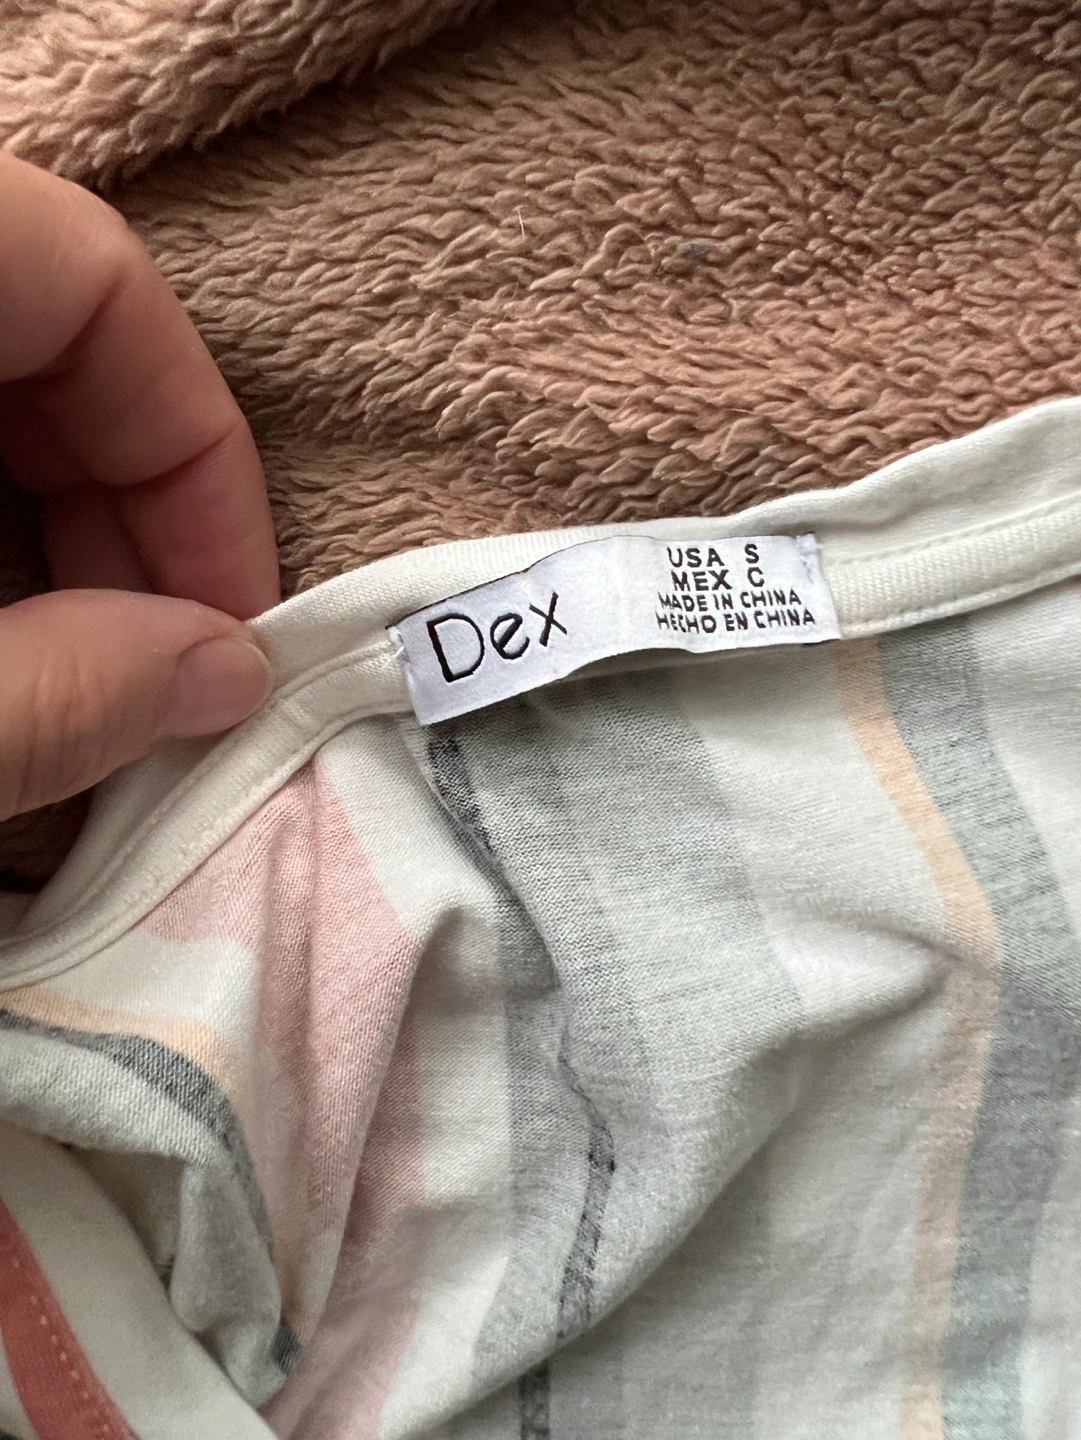 Dex
USA S
MEX C
MADE IN CHINA
HECHO EN CHINA